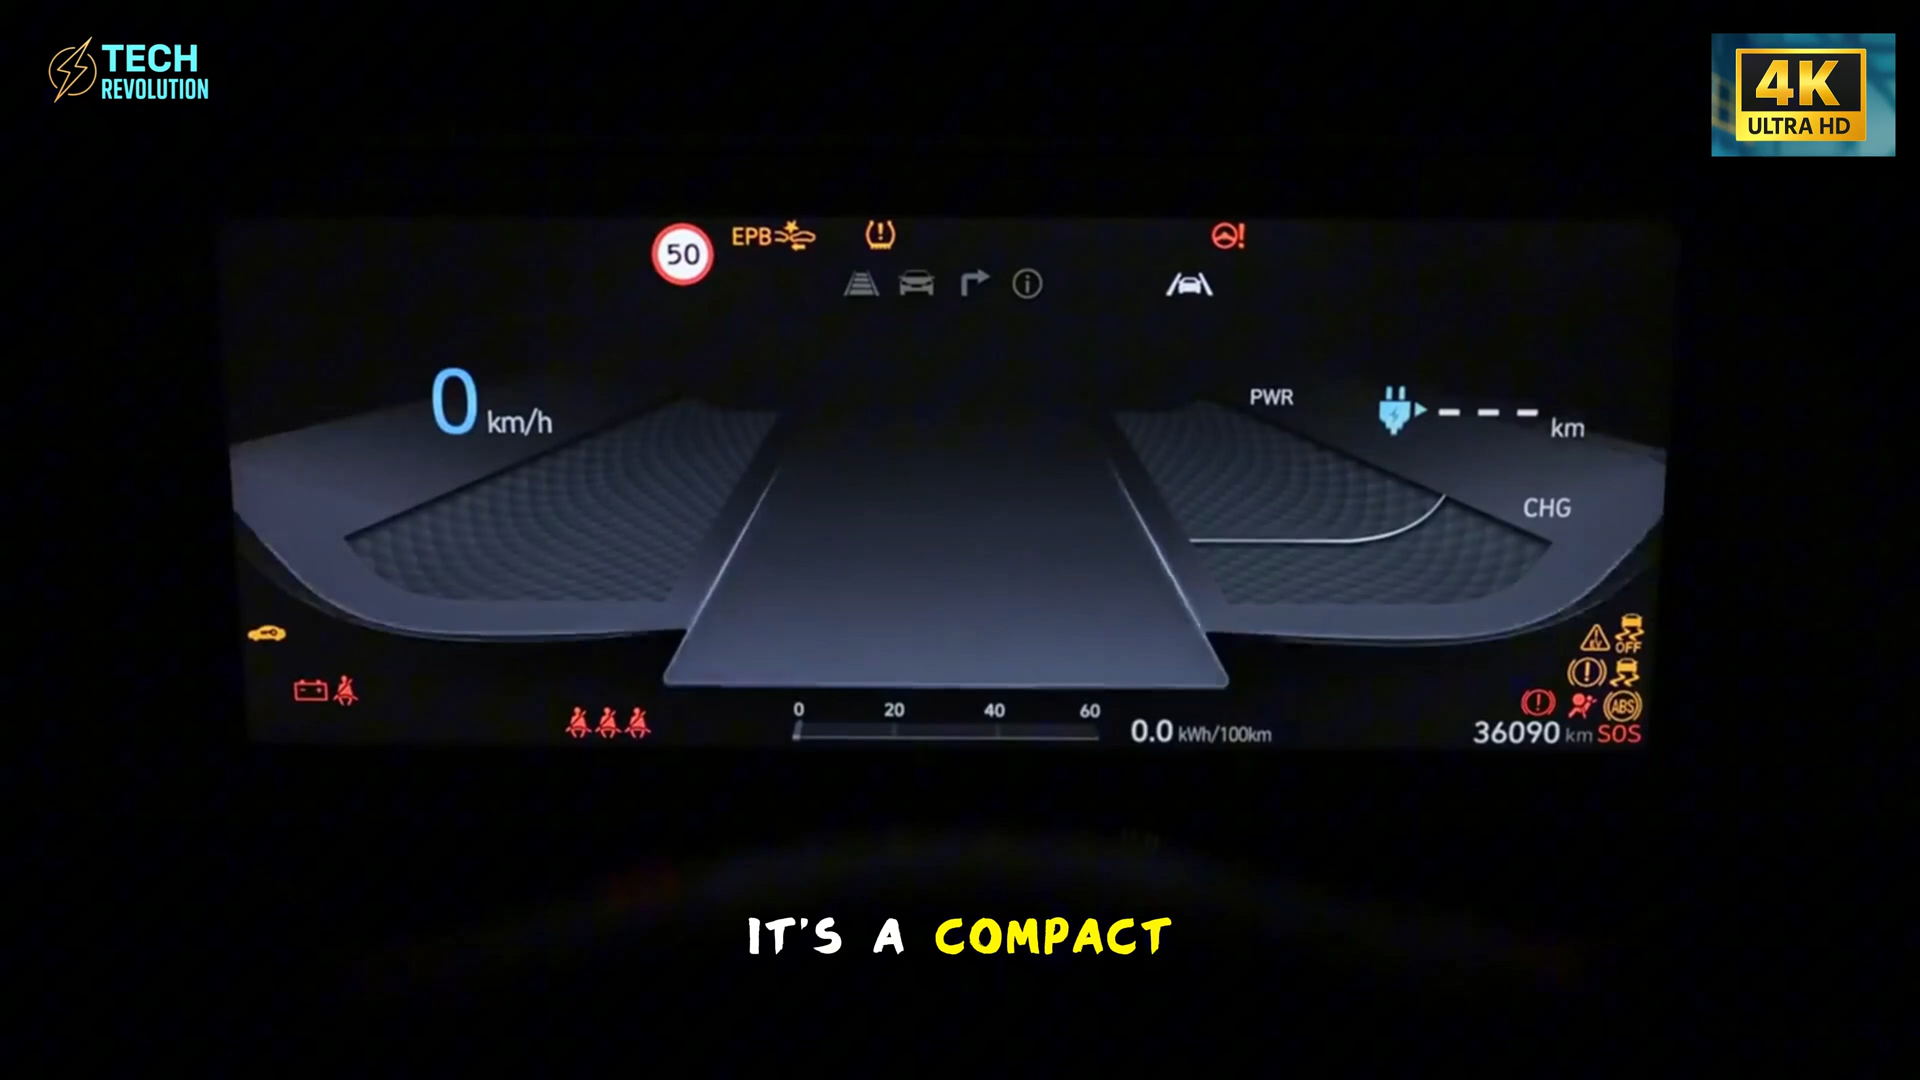 TECH
REVOLUTION
4K
ULTRA HD
50
EPB
0 km/h
PWR
km
CHG
OFF
EV
ABS
0 20 40 60
0.0 kWh/100km
36090 km SOS
IT'S A COMPACT